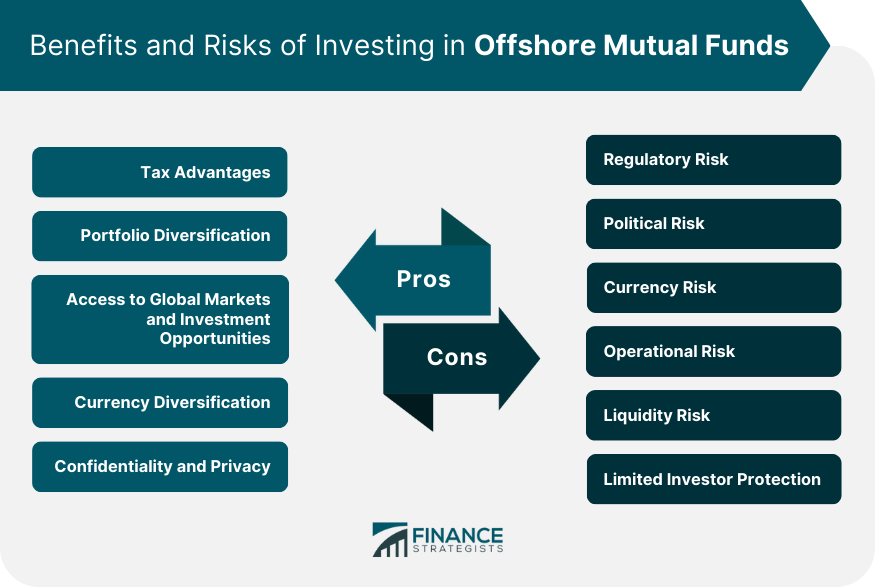 Benefits and Risks of Investing in Offshore Mutual Funds
Tax Advantages
Portfolio Diversification
Access to Global Markets
and Investment
Opportunities
Currency Diversification
Confidentiality and Privacy
Pros
Cons
Regulatory Risk
Political Risk
Currency Risk
Operational Risk
Liquidity Risk
Limited Investor Protection
FINANCE
STRATEGISTS